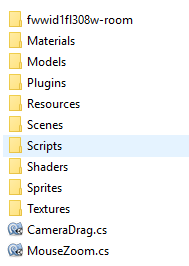 fwwid1fl308w-room
Materials
Models
Plugins
Resources
Scenes
Scripts
Shaders
Sprites
Textures
CameraDrag.cs
MouseZoom.cs